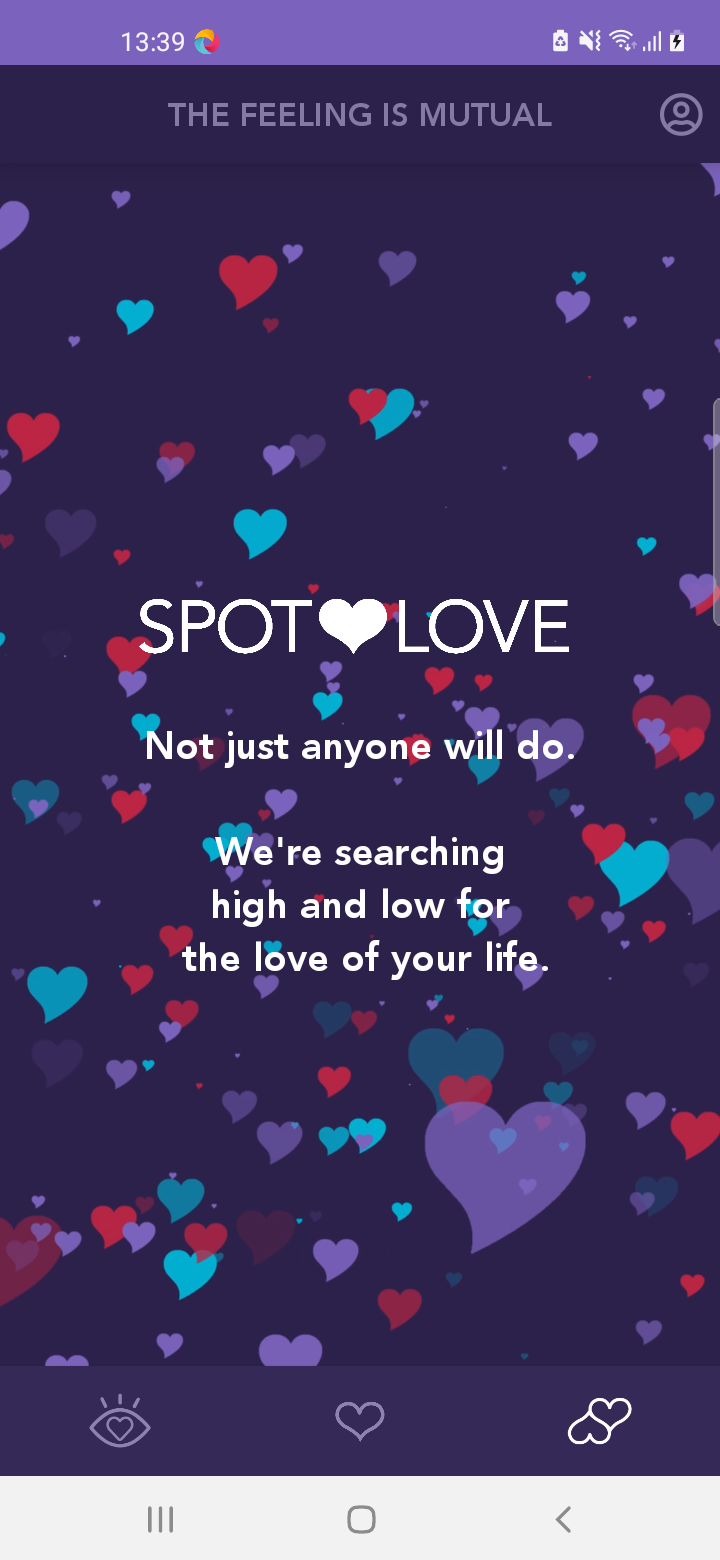 13:39
THE FEELING IS MUTUAL
SPOT LOVE
Not just anyone will do.
We're searching
high and low for
the love of your life.